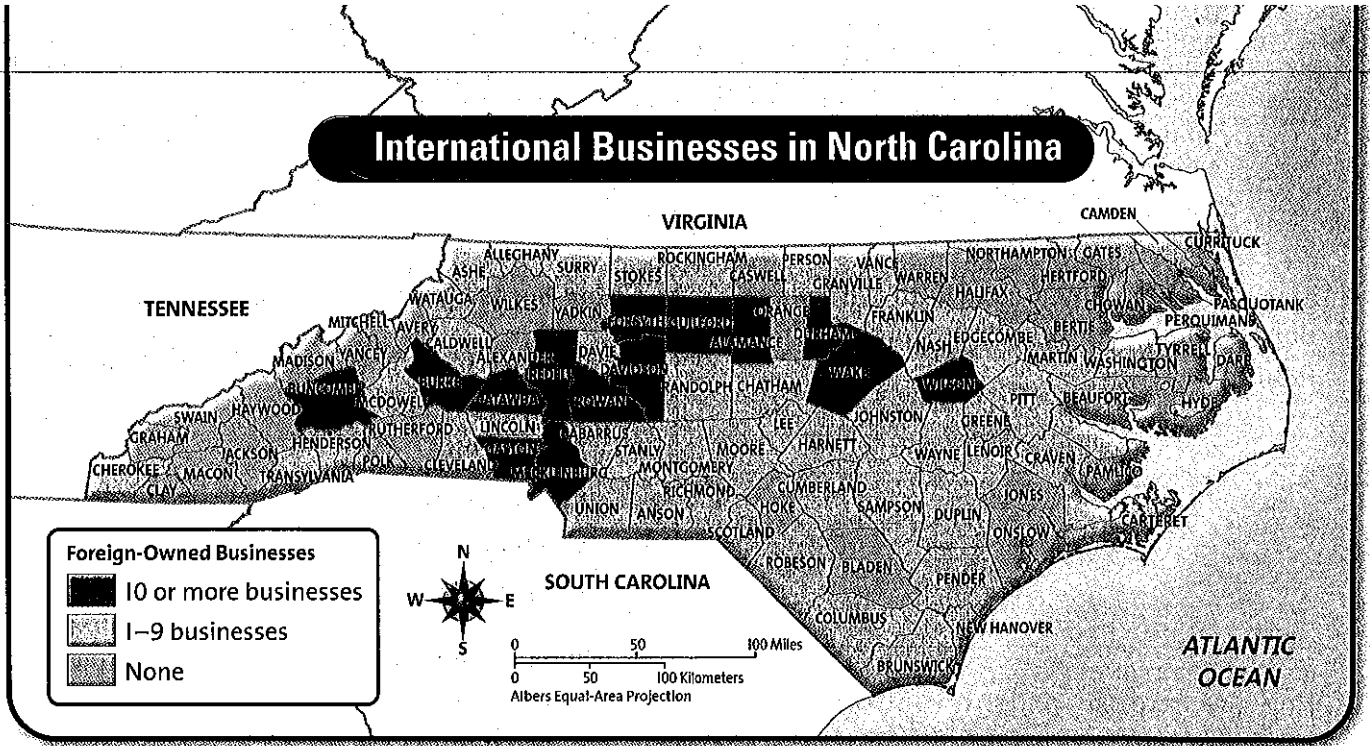 International Businesses in North Carolina
VIRGINIA
CAMDEN
CURRITUCK
TENNESSEE
ALLEGHANY
ASHE
SURRY
STOKES
ROCKINGHAM
CASWELL
PERSON
GRANVILLE
VANCE
WARREN
NORTHAMPTON
GATES
HERTFORD
HALIFAX
WATAUGA
WILKES
YADKIN
FORSYTH
GUILFORD
ALAMANCE
ORANGE
DURHAM
FRANKLIN
NASH
EDGECOMBE
BERTIE
CHOWAN
PASQUOTANK
PERQUIMANS
MITCHELL
AVERY
CALDWELL
ALEXANDER
DAVIE
IREDELL
DAVIDSON
RANDOLPH
CHATHAM
WAKE
WILSON
MARTIN
WASHINGTON
TYRRELL
DARE
MADISON
YANCEY
BUNCOMBE
BURKE
MCDOWELL
CATAWBA
ROWAN
JOHNSTON
GREENE
PITT
BEAUFORT
HYDE
SWAIN
HAYWOOD
RUTHERFORD
LINCOLN
CABARRUS
STANLY
MOORE
LEE
HARNETT
WAYNE
LENOIR
CRAVEN
PAMLICO
GRAHAM
JACKSON
HENDERSON
POLK
CLEVELAND
GASTON
MECKLENBURG
MONTGOMERY
CHEROKEE
MACON
TRANSYLVANIA
CLAY
UNION
ANSON
RICHMOND
HOKE
SCOTLAND
CUMBERLAND
SAMPSON
DUPLIN
JONES
ONSLOW
CARTERET
ROBESON
BLADEN
PENDER
COLUMBUS
NEW HANOVER
BRUNSWICK
SOUTH CAROLINA
ATLANTIC
OCEAN
Foreign-Owned Businesses
10 or more businesses
1–9 businesses
None
N
W
E
S
0 50 100 Miles
0 50 100 Kilometers
Albers Equal-Area Projection